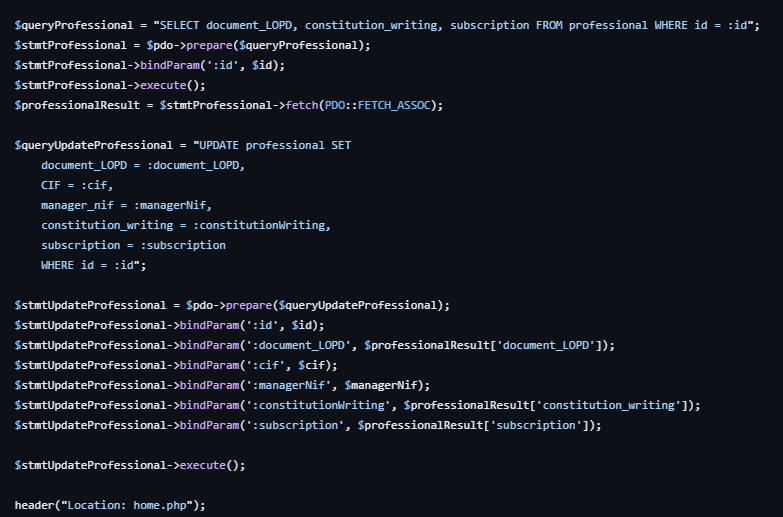 $queryProfessional = "SELECT document_LOPD, constitution_writing, subscription FROM professional WHERE id = :id";
$stmtProfessional = $pdo->prepare($queryProfessional);
$stmtProfessional->bindParam(':id', $id);
$stmtProfessional->execute();
$professionalResult = $stmtProfessional->fetch(PDO::FETCH_ASSOC);

$queryUpdateProfessional = "UPDATE professional SET
    document_LOPD = :document_LOPD,
    CIF = :cif,
    manager_nif = :managerNif,
    constitution_writing = :constitutionWriting,
    subscription = :subscription
    WHERE id = :id";

$stmtUpdateProfessional = $pdo->prepare($queryUpdateProfessional);
$stmtUpdateProfessional->bindParam(':id', $id);
$stmtUpdateProfessional->bindParam(':document_LOPD', $professionalResult['document_LOPD']);
$stmtUpdateProfessional->bindParam(':cif', $cif);
$stmtUpdateProfessional->bindParam(':managerNif', $managerNif);
$stmtUpdateProfessional->bindParam(':constitutionWriting', $professionalResult['constitution_writing']);
$stmtUpdateProfessional->bindParam(':subscription', $professionalResult['subscription']);

$stmtUpdateProfessional->execute();

header("Location: home.php");